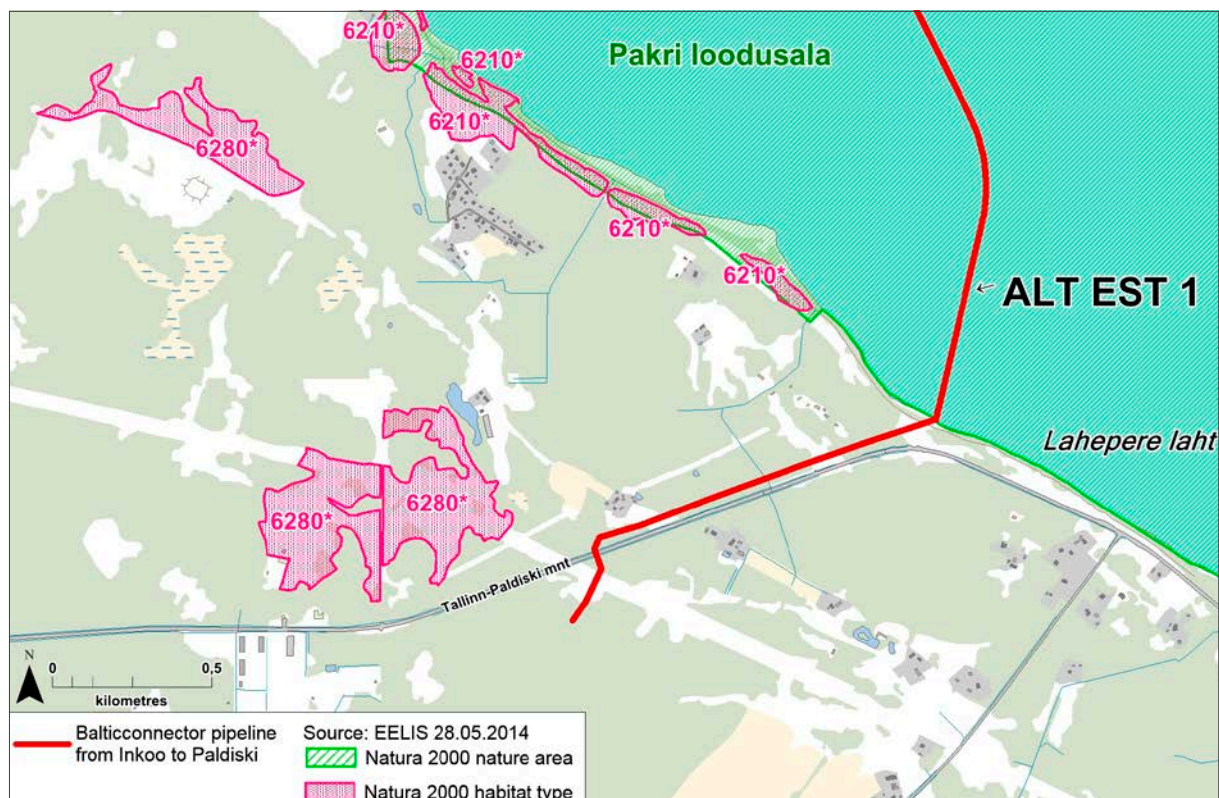 6210*
6210*
Pakri loodusala
6210*
6280*
6210*
6210*
ALT EST 1
Lahepere laht
6280*
6280*
Tallinn-Paldiski mnt
N
0 0,5
kilometres
Balticconnector pipeline
from Inkoo to Paldiski
Source: EELIS 28.05.2014
Natura 2000 nature area
Natura 2000 habitat type